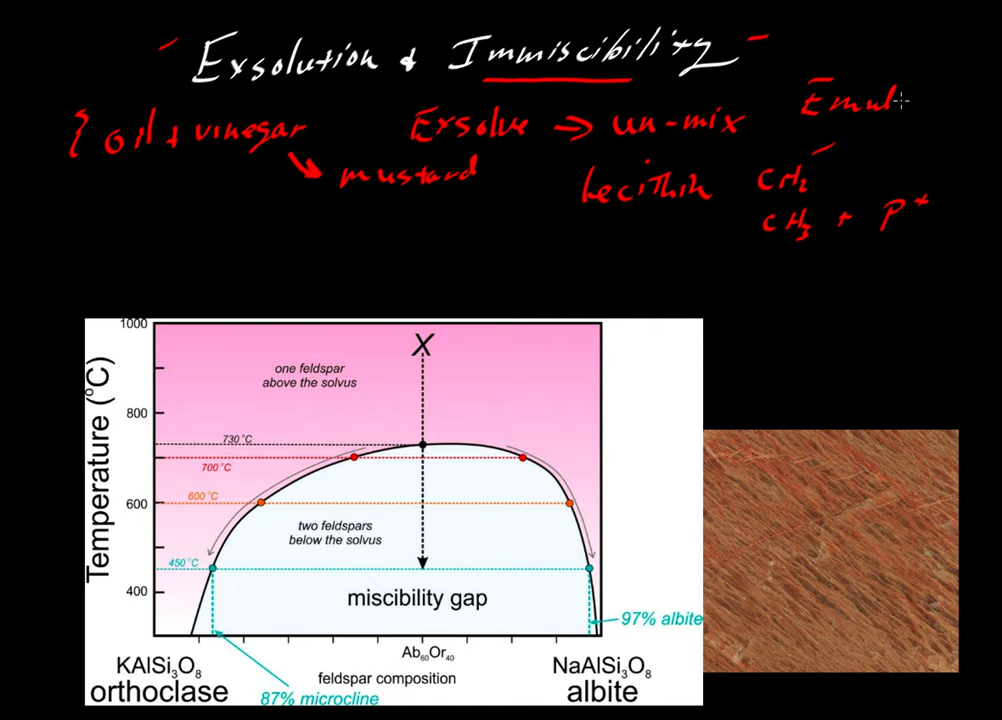 Exsolution & Immiscibility
{ oil + vinegar
Exsolve → un-mix
Emul
mustard
Lecithin
CH₂
CH₃ + P⁺
Temperature (°C)
1000
800
600
400
X
one feldspar
above the solvus
730 °C
700 °C
600 °C
two feldspars
below the solvus
450 °C
miscibility gap
97% albite
Ab₆₀Or₄₀
KAlSi₃O₈
orthoclase
feldspar composition
NaAlSi₃O₈
albite
87% microcline